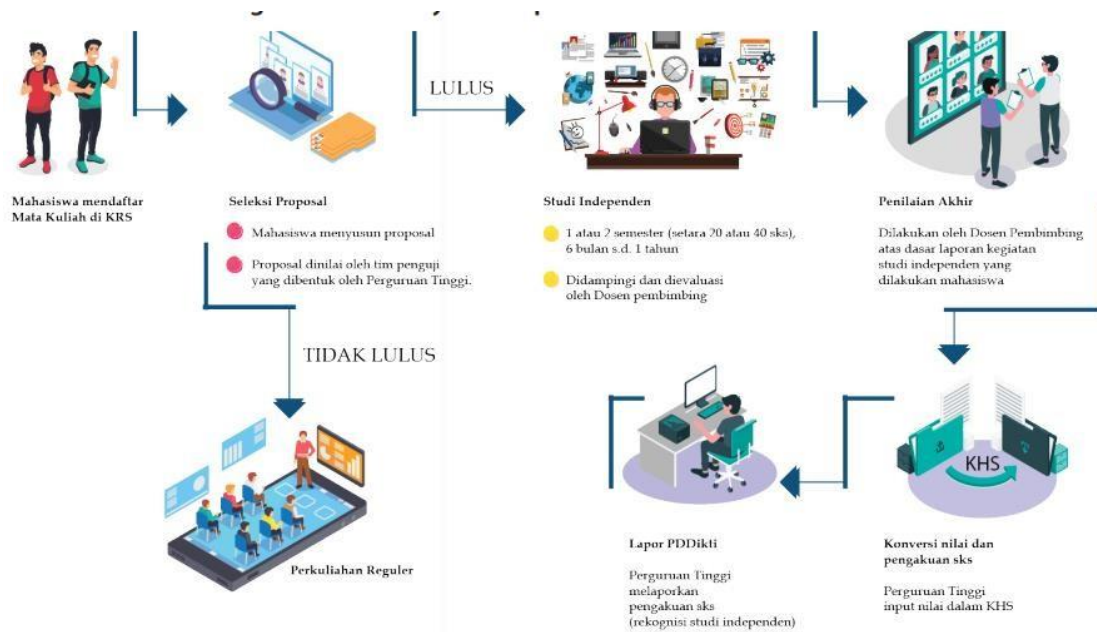 LULUS
Mahasiswa mendaftar
Mata Kuliah di KRS
Seleksi Proposal
Mahasiswa menyusun proposal
Proposal dinilai oleh tim penguji
yang dibentuk oleh Perguruan Tinggi.
Studi Independen
1 atau 2 semester (setara 20 atau 40 sks),
6 bulan s.d. 1 tahun
Didampingi dan dievaluasi
oleh Dosen pembimbing
Penilaian Akhir
Dilakukan oleh Dosen Pembimbing
atas dasar laporan kegiatan
studi independen yang
dilakukan mahasiswa
TIDAK LULUS
Perkuliahan Reguler
KHS
Konversi nilai dan
pengakuan sks
Perguruan Tinggi
input nilai dalam KHS
Lapor PDDikti
Perguruan Tinggi
melaporkan
pengakuan sks
(rekognisi studi independen)